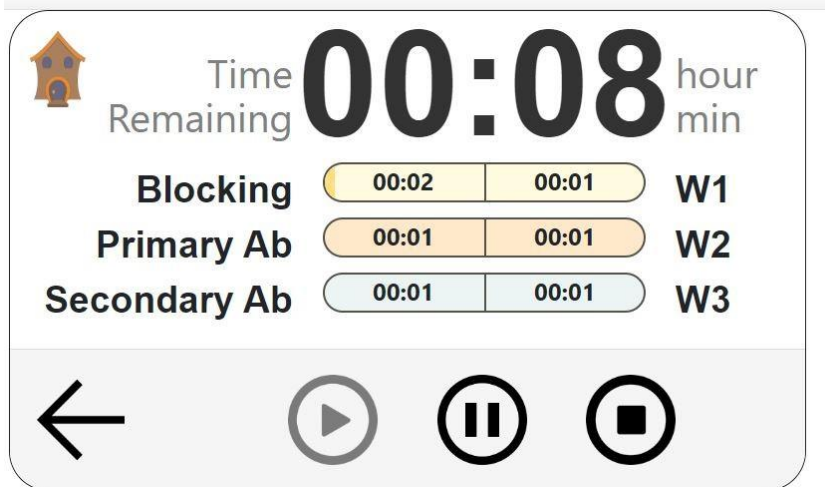 Time Remaining 00:08 hour min
Blocking 00:02 00:01 W1
Primary Ab 00:01 00:01 W2
Secondary Ab 00:01 00:01 W3